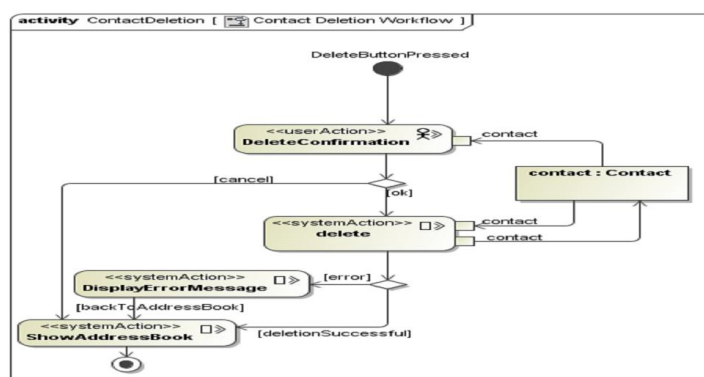 activity ContactDeletion [ Contact Deletion Workflow ]
DeleteButtonPressed
<<userAction>>
DeleteConfirmation
contact
contact : Contact
[cancel]
[ok]
<<systemAction>>
delete
contact
contact
<<systemAction>>
DisplayErrorMessage
[error]
[backToAddressBook]
<<systemAction>>
ShowAddressBook
[deletionSuccessful]